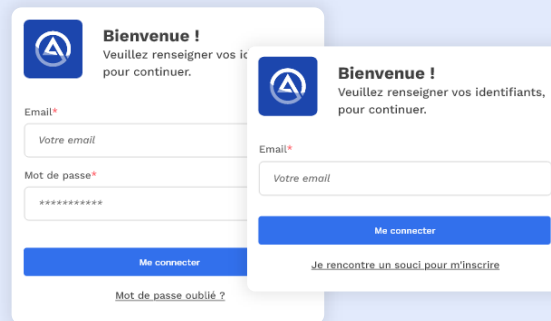 Bienvenue !
Veuillez renseigner vos
pour continuer.
Email*
Votre email
Mot de passe*
***********
Me connecter
Mot de passe oublié ?
Bienvenue !
Veuillez renseigner vos identifiants,
pour continuer.
Email*
Votre email
Me connecter
Je rencontre un souci pour m'inscrire